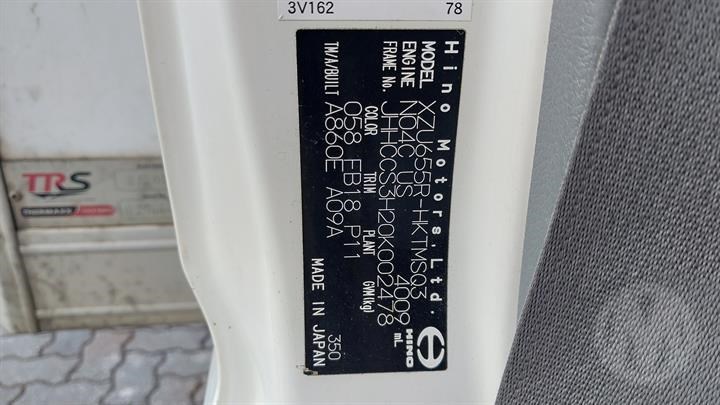 3V162 78
Hino Motors, Ltd.
MODEL XZU655R-HKTMSQ3
ENGINE N04C US 4009 mL
FRAME No. JHHCCS3H20K002478
COLOR TRIM PLANT GVM(kg)
058 FB18 P11
TM/A/BUILT A860E A09A
350
MADE IN JAPAN
HINO
TRS